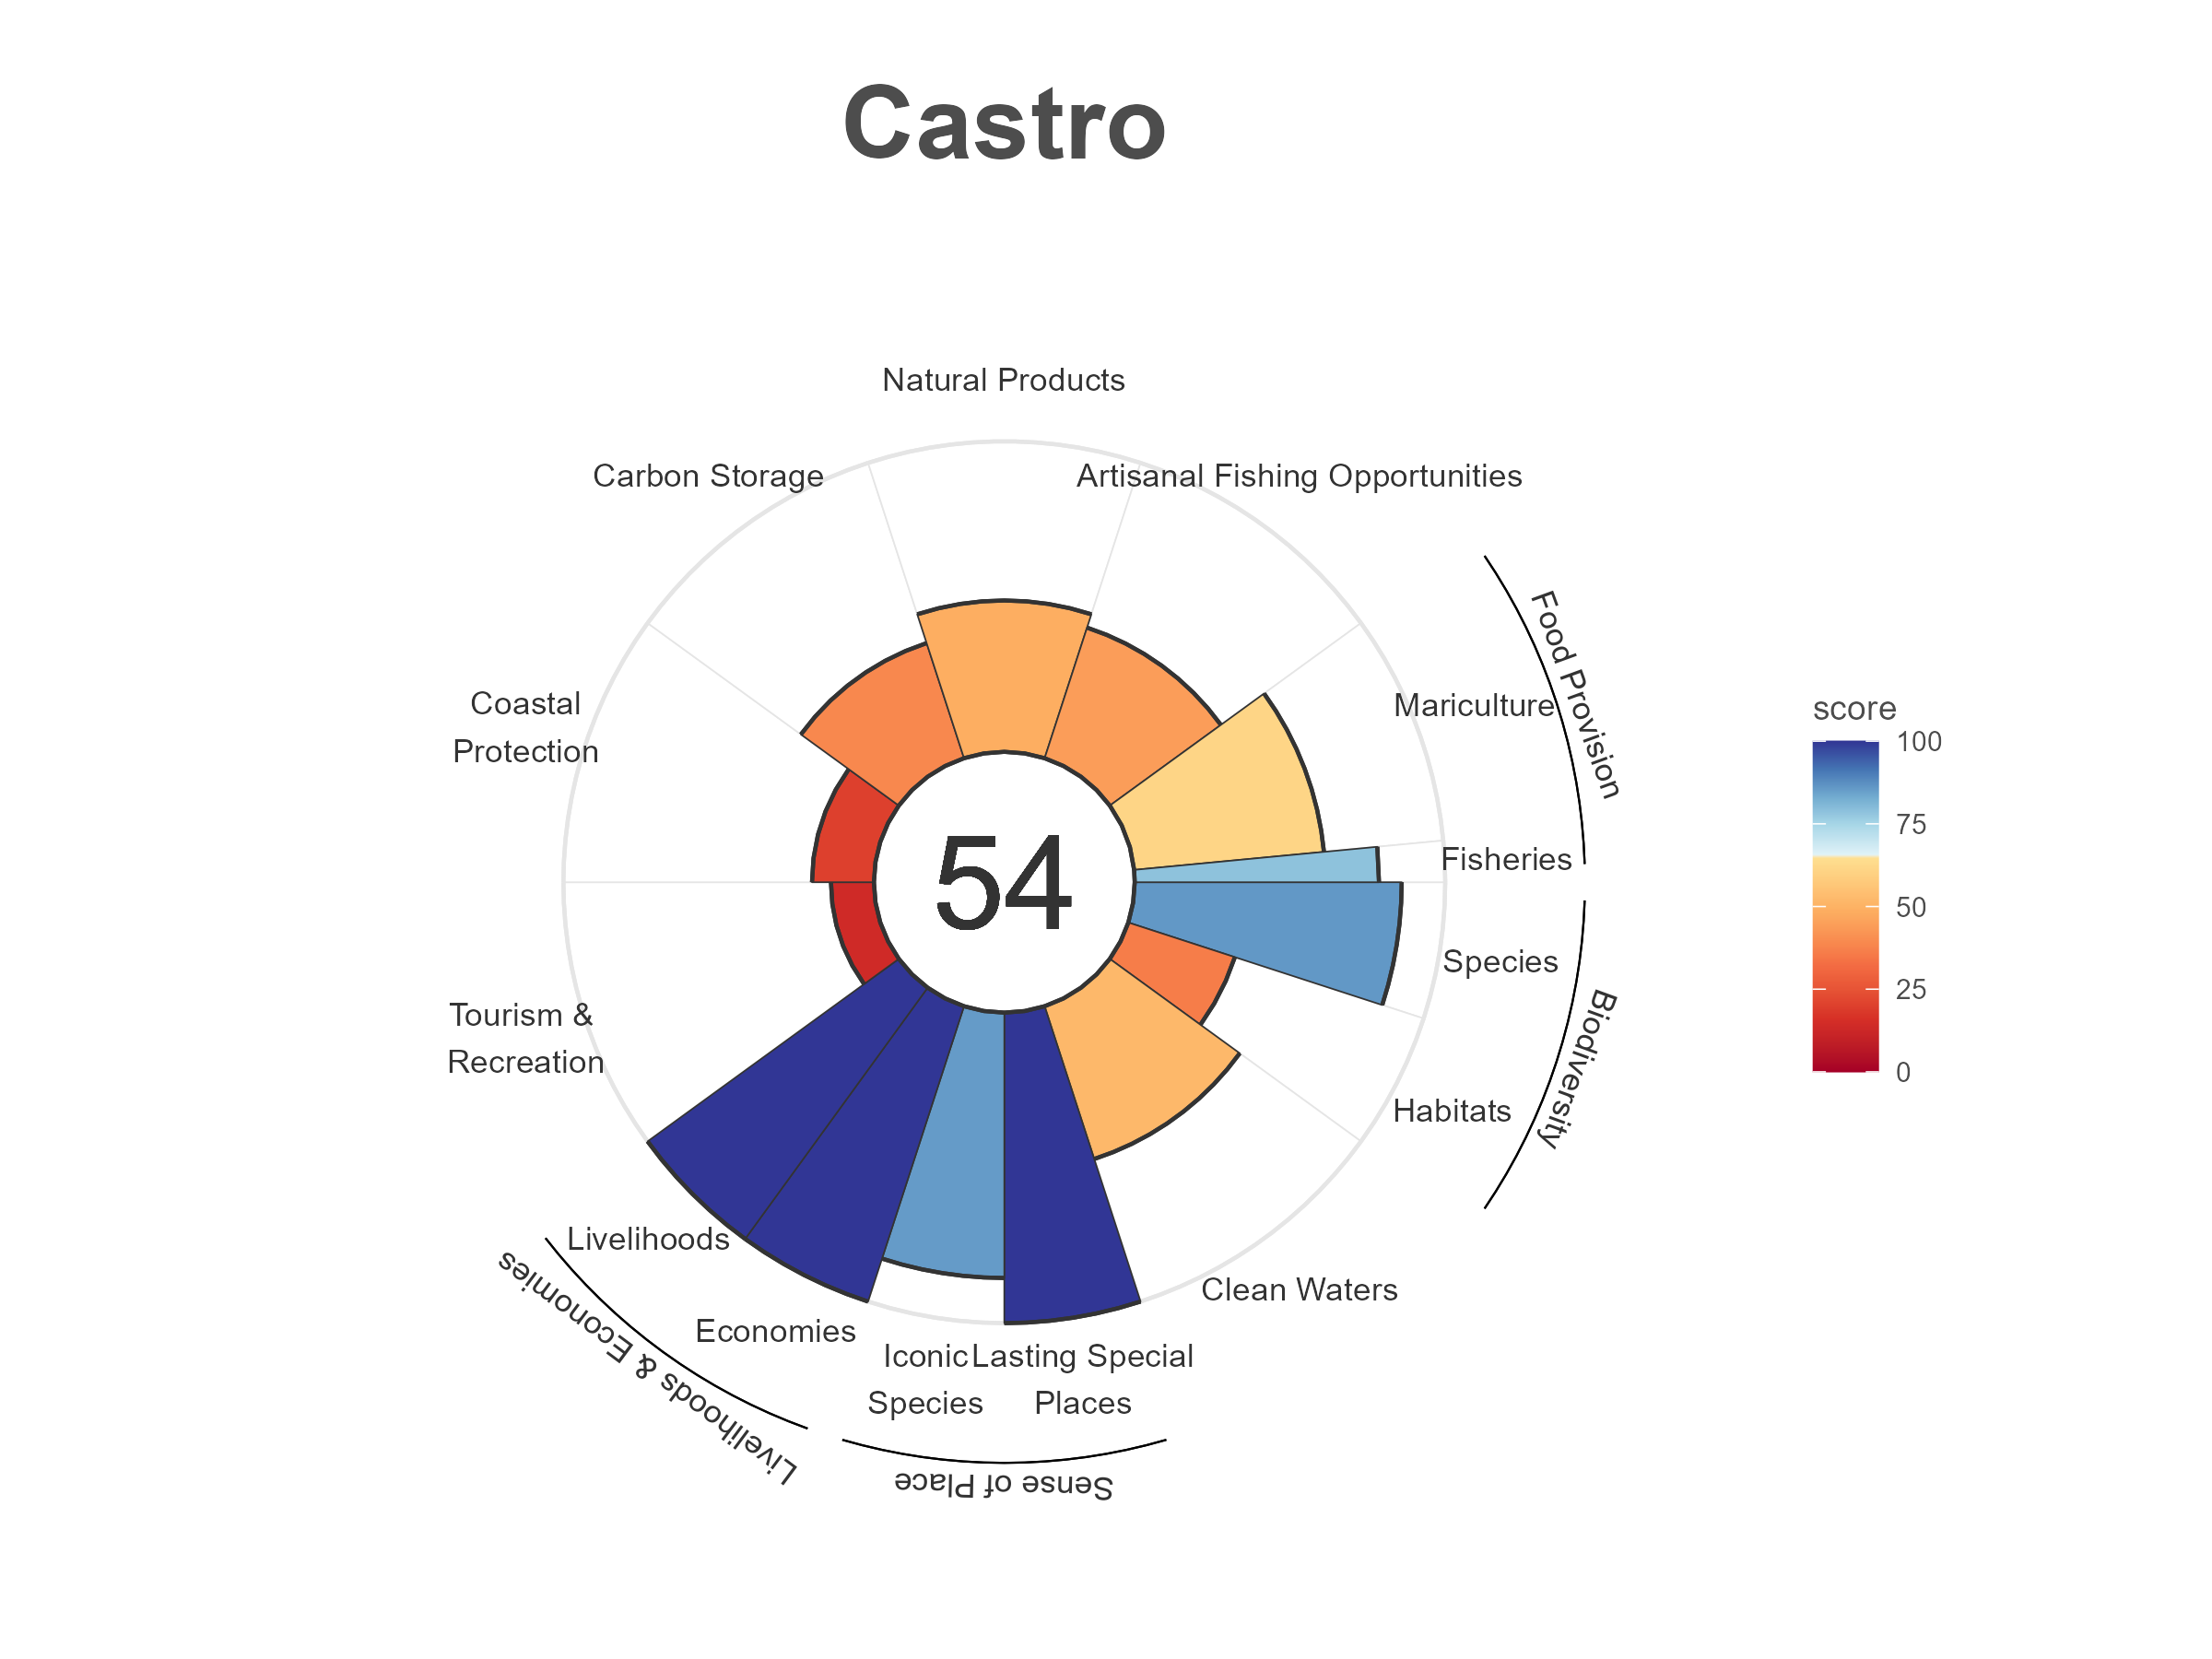 Castro
Natural Products
Carbon Storage
Artisanal Fishing Opportunities
Coastal
Protection
Mariculture
Food Provision
Fisheries
54
Species
Biodiversity
Habitats
Tourism &
Recreation
Livelihoods
Economies
Livelihoods & Economies
Clean Waters
Iconic
Species
Lasting Special
Places
Sense of Place
score
100
75
50
25
0